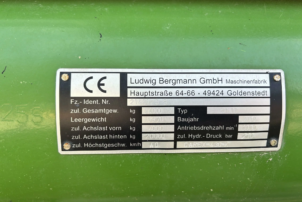 CE Ludwig Bergmann GmbH Maschinenfabrik
Hauptstraße 64-66 - 49424 Goldenstedt
Fz.- Ident. Nr.
zul. Gesamtgew. kg Typ
Leergewicht kg Baujahr
zul. Achslast vorn kg Antriebsdrehzahl min
zul. Achslast hinten kg zul. Hydr.- Druck bar
zul. Höchstgeschw. km/h